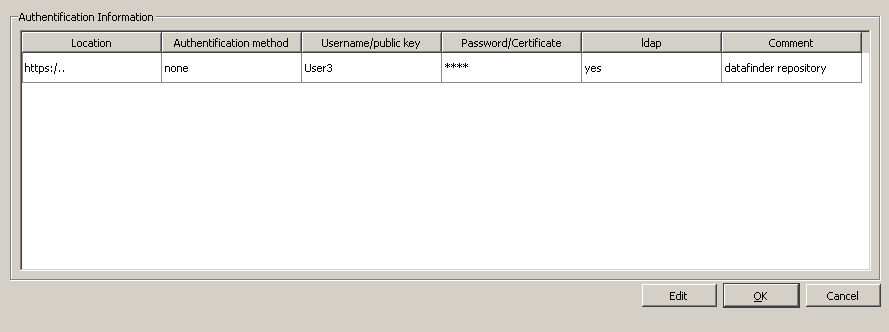 Authentification Information
Location Authentification method Username/public key Password/Certificate ldap Comment
https:/.. none User3 **** yes datafinder repository
Edit OK Cancel